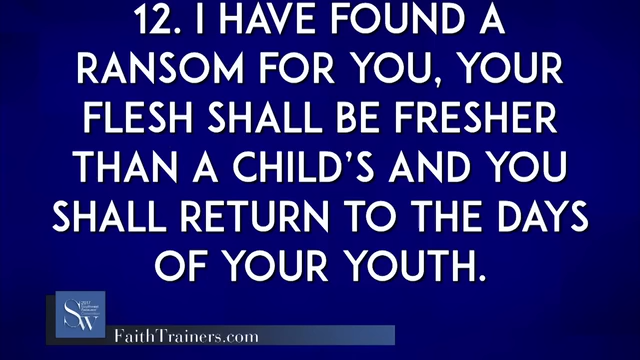 12. I HAVE FOUND A
RANSOM FOR YOU, YOUR
FLESH SHALL BE FRESHER
THAN A CHILD'S AND YOU
SHALL RETURN TO THE DAYS
OF YOUR YOUTH.
SW
FaithTrainers.com